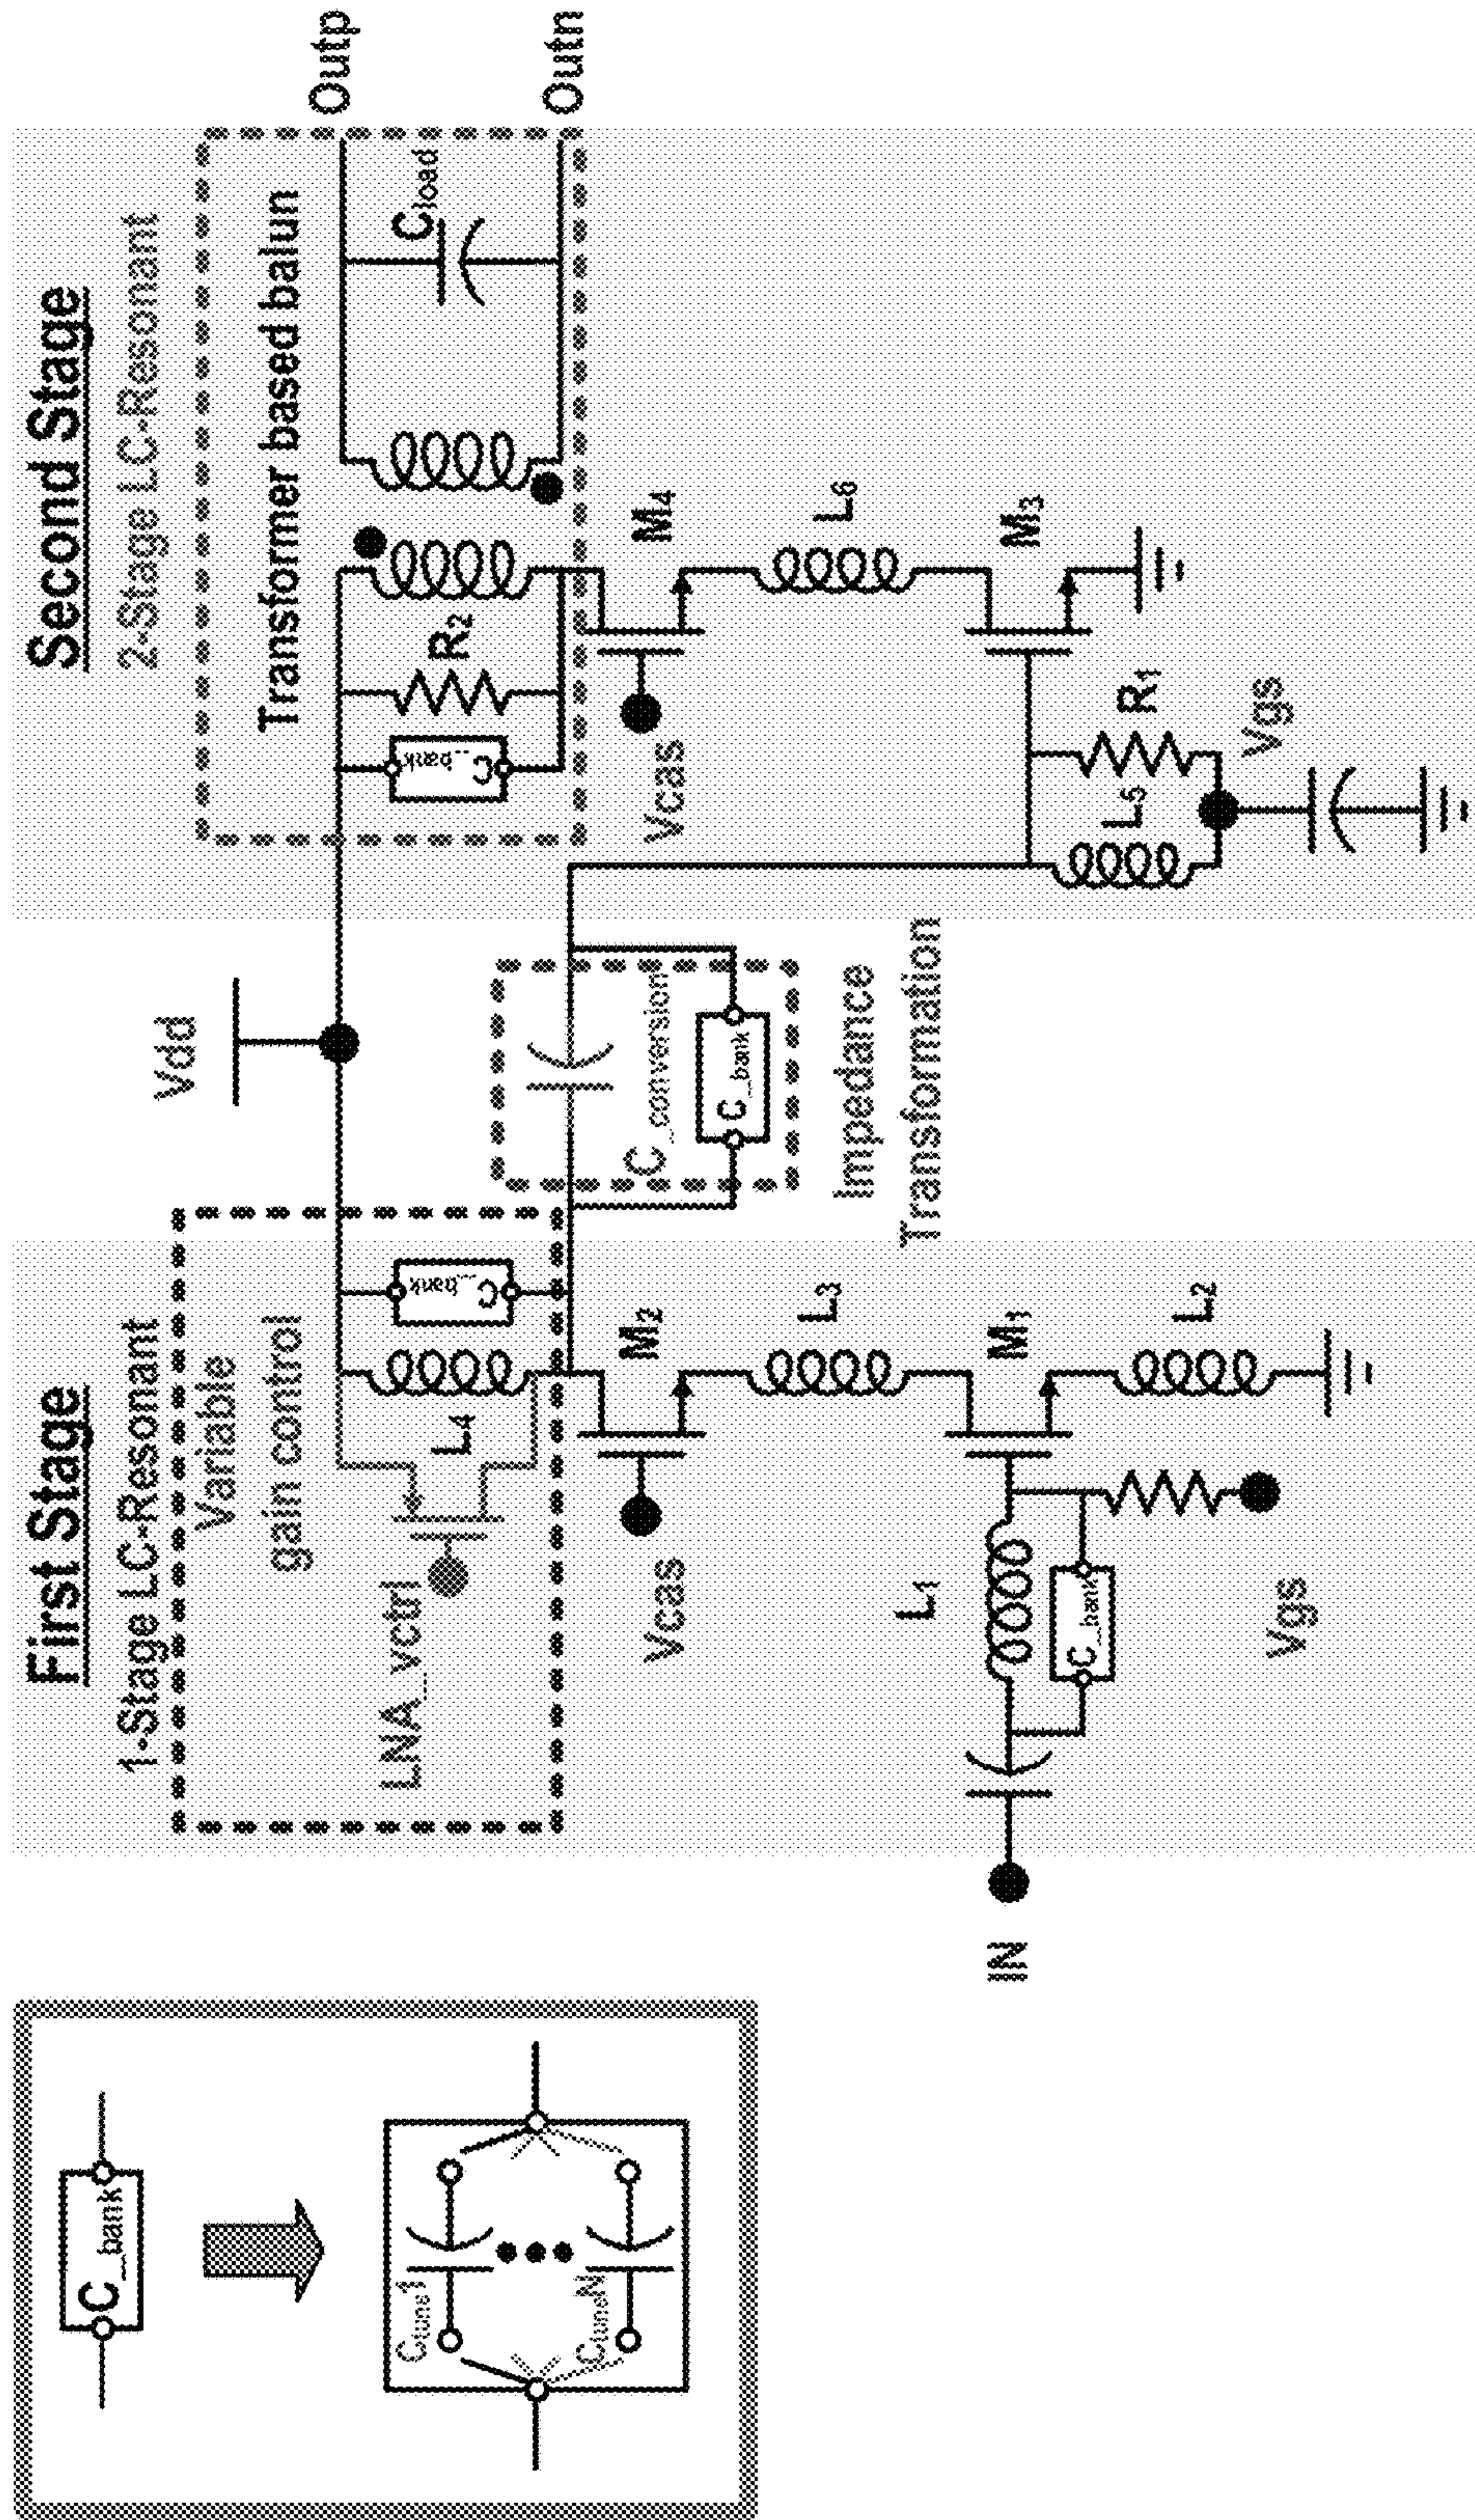 C_bank
Ctune1
CtuneN
First Stage
1-Stage LC-Resonant
Variable
gain control
LNA_vctrl
L4
C_bank
Vcas
M2
L3
M1
L2
L1
C_bank
Vgs
IN
Vdd
C_conversion
C_bank
Impedance
Transformation
Second Stage
2-Stage LC-Resonant
Transformer based balun
C_bank
R2
Cload
Outp
Outn
Vcas
M4
L6
M3
L5
R1
Vgs